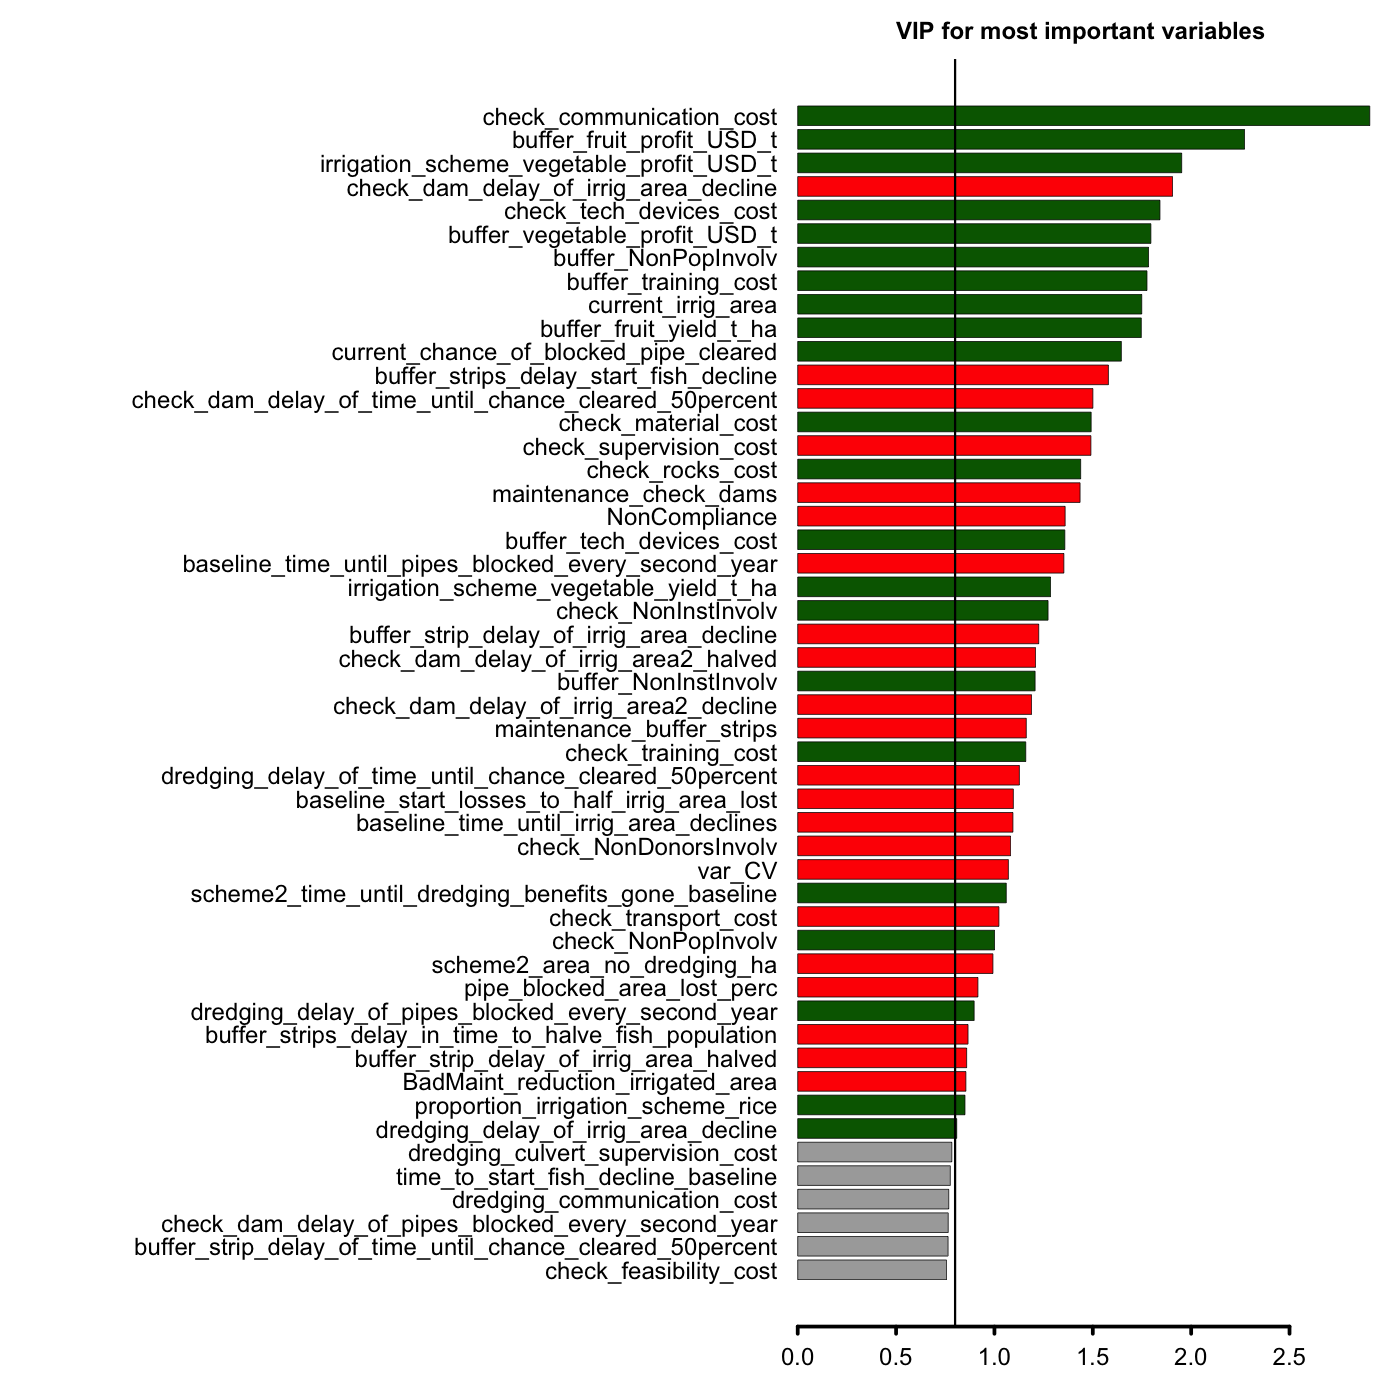 VIP for most important variables
check_communication_cost
buffer_fruit_profit_USD_t
irrigation_scheme_vegetable_profit_USD_t
check_dam_delay_of_irrig_area_decline
check_tech_devices_cost
buffer_vegetable_profit_USD_t
buffer_NonPopInvolv
buffer_training_cost
current_irrig_area
buffer_fruit_yield_t_ha
current_chance_of_blocked_pipe_cleared
buffer_strips_delay_start_fish_decline
check_dam_delay_of_time_until_chance_cleared_50percent
check_material_cost
check_supervision_cost
check_rocks_cost
maintenance_check_dams
NonCompliance
buffer_tech_devices_cost
baseline_time_until_pipes_blocked_every_second_year
irrigation_scheme_vegetable_yield_t_ha
check_NonInstInvolv
buffer_strip_delay_of_irrig_area_decline
check_dam_delay_of_irrig_area2_halved
buffer_NonInstInvolv
check_dam_delay_of_irrig_area2_decline
maintenance_buffer_strips
check_training_cost
dredging_delay_of_time_until_chance_cleared_50percent
baseline_start_losses_to_half_irrig_area_lost
baseline_time_until_irrig_area_declines
check_NonDonorsInvolv
var_CV
scheme2_time_until_dredging_benefits_gone_baseline
check_transport_cost
check_NonPopInvolv
scheme2_area_no_dredging_ha
pipe_blocked_area_lost_perc
dredging_delay_of_pipes_blocked_every_second_year
buffer_strips_delay_in_time_to_halve_fish_population
buffer_strip_delay_of_irrig_area_halved
BadMaint_reduction_irrigated_area
proportion_irrigation_scheme_rice
dredging_delay_of_irrig_area_decline
dredging_culvert_supervision_cost
time_to_start_fish_decline_baseline
dredging_communication_cost
check_dam_delay_of_pipes_blocked_every_second_year
buffer_strip_delay_of_time_until_chance_cleared_50percent
check_feasibility_cost
0.0 0.5 1.0 1.5 2.0 2.5